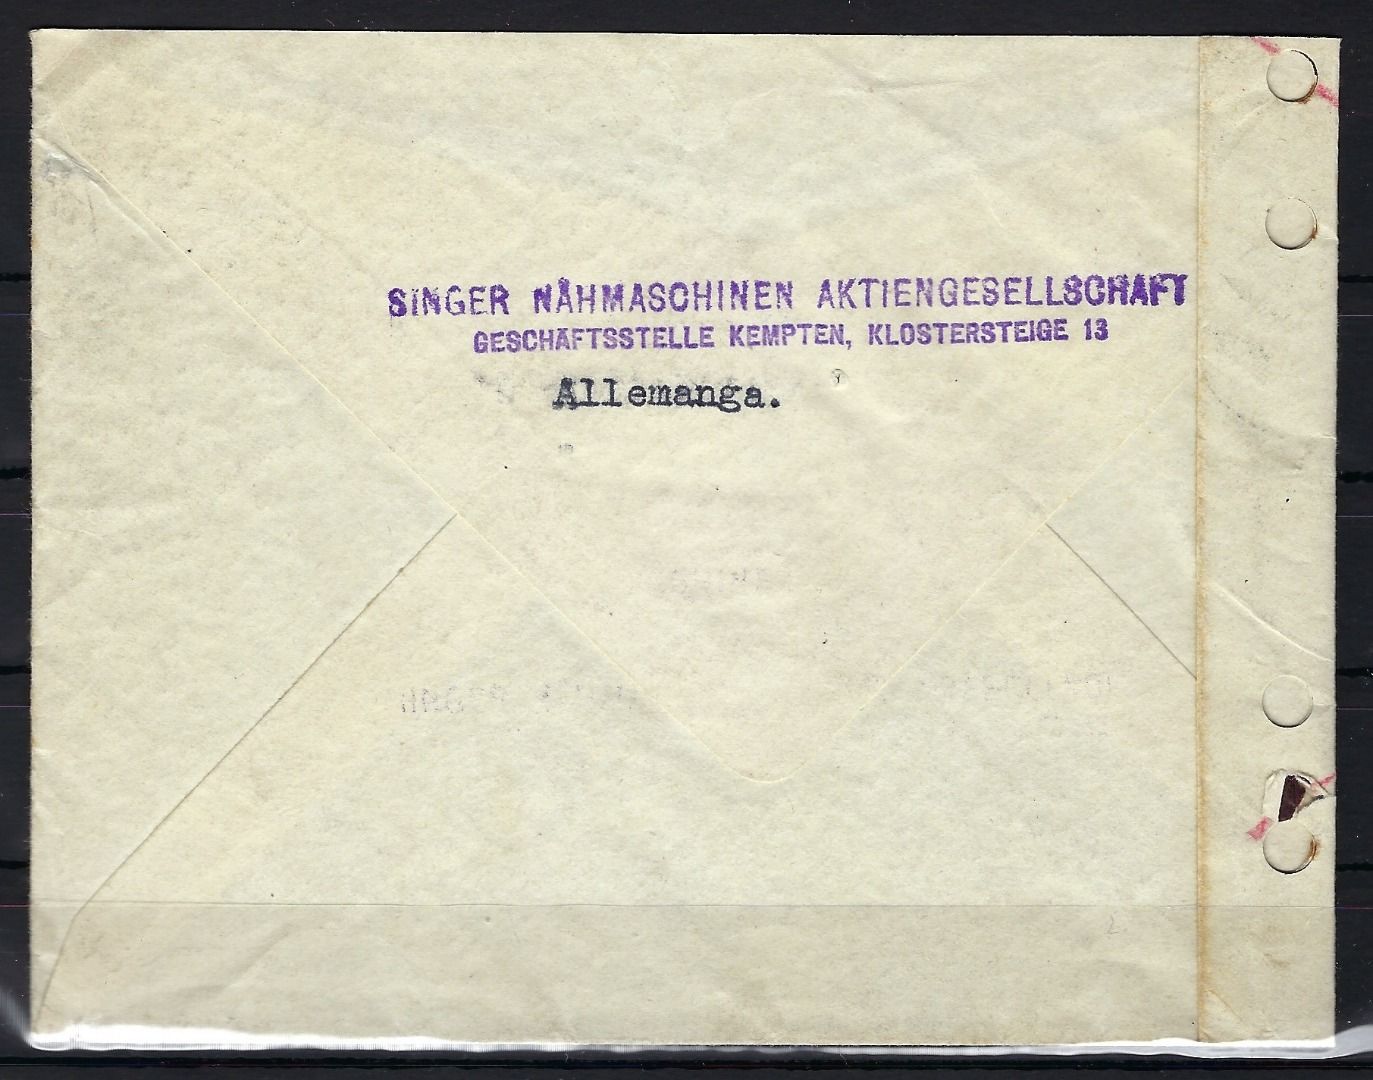 SINGER NÄHMASCHINEN AKTIENGESELLSCHAFT
GESCHÄFTSSTELLE KEMPTEN, KLOSTERSTEIGE 13
Allemanga.